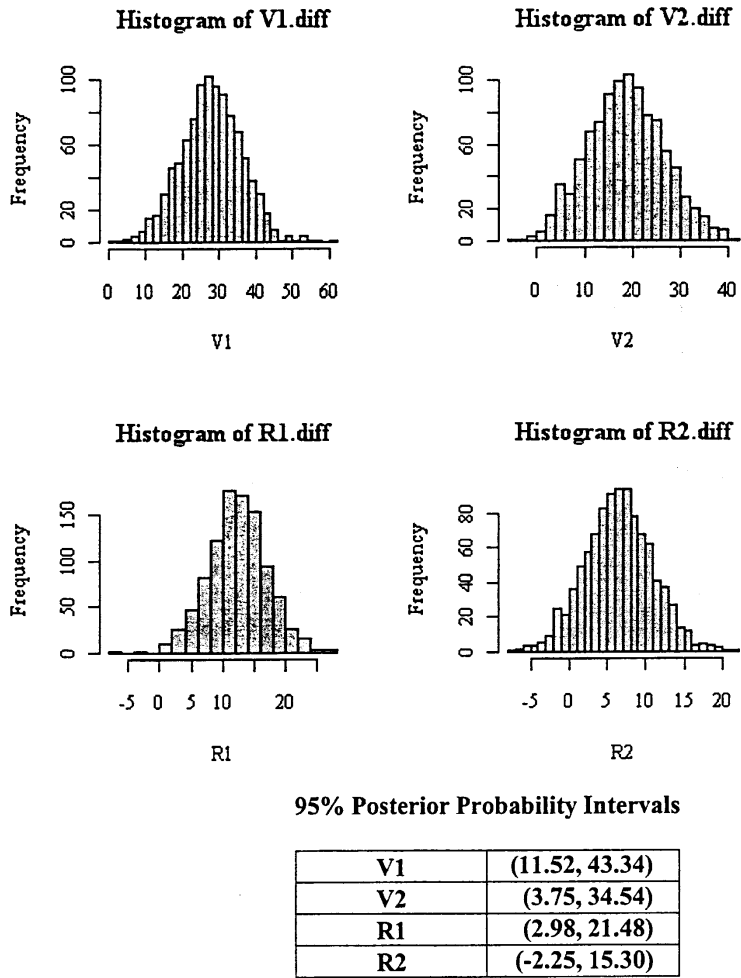 Histogram of V1.diff
Frequency
0 20 60 100
0 10 20 30 40 50 60
V1
Histogram of V2.diff
Frequency
0 20 60 100
0 10 20 30 40
V2
Histogram of R1.diff
Frequency
0 50 100 150
-5 0 5 10 20
R1
Histogram of R2.diff
Frequency
0 20 40 60 80
-5 0 5 10 15 20
R2
95% Posterior Probability Intervals
V1 (11.52, 43.34)
V2 (3.75, 34.54)
R1 (2.98, 21.48)
R2 (-2.25, 15.30)